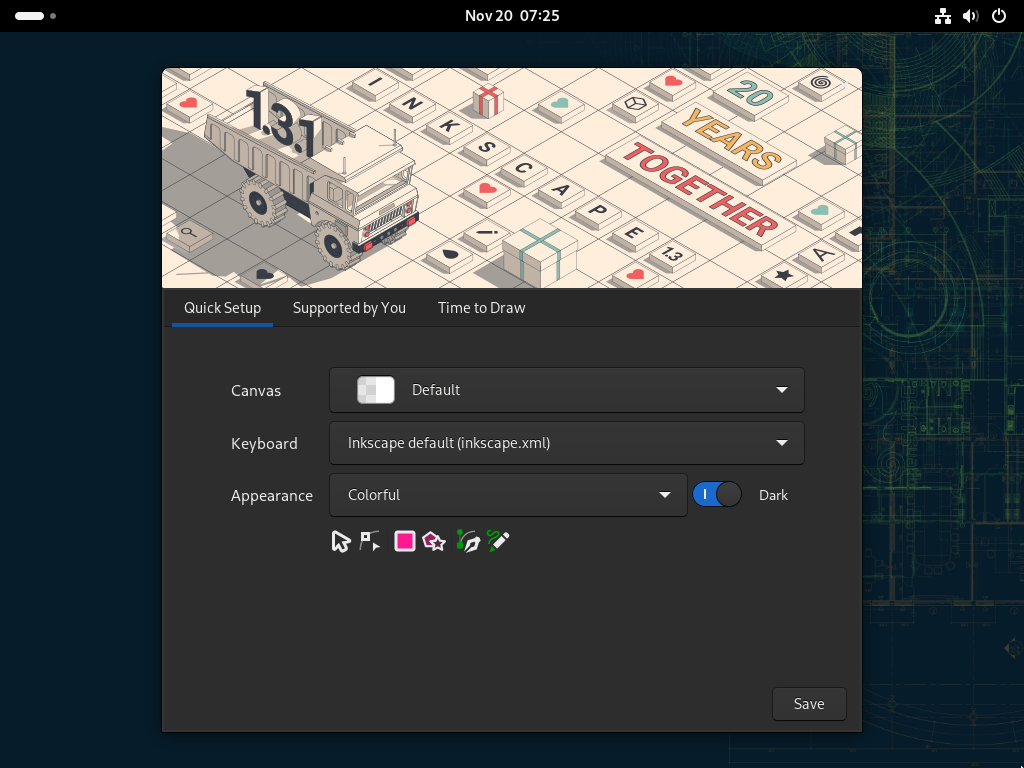 Nov 20 07:25
1.3.1
INKSCAPE 1.3
20
YEARS
TOGETHER
!
A
Quick Setup Supported by You Time to Draw
Canvas Default
Keyboard Inkscape default (inkscape.xml)
Appearance Colorful Dark
Save